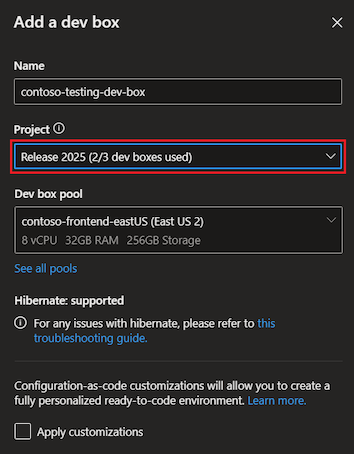 Add a dev box
Name
contoso-testing-dev-box
Project
Release 2025 (2/3 dev boxes used)
Dev box pool
contoso-frontend-eastUS (East US 2)
8 vCPU 32GB RAM 256GB Storage
See all pools
Hibernate: supported
For any issues with hibernate, please refer to this
troubleshooting guide.
Configuration-as-code customizations will allow you to create a
fully personalized ready-to-code environment. Learn more.
Apply customizations